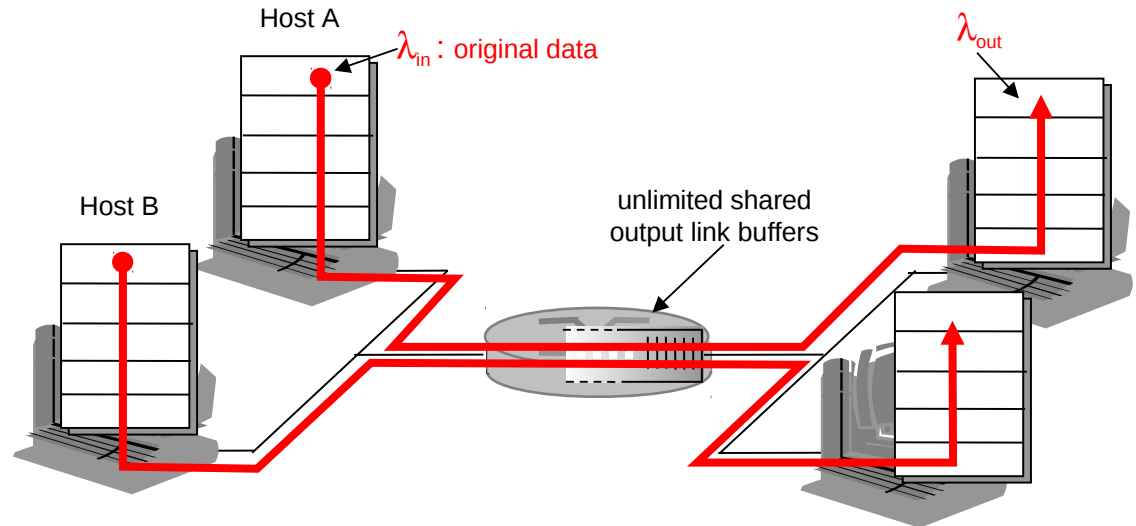 Host A
λin : original data
λout
Host B
unlimited shared
output link buffers